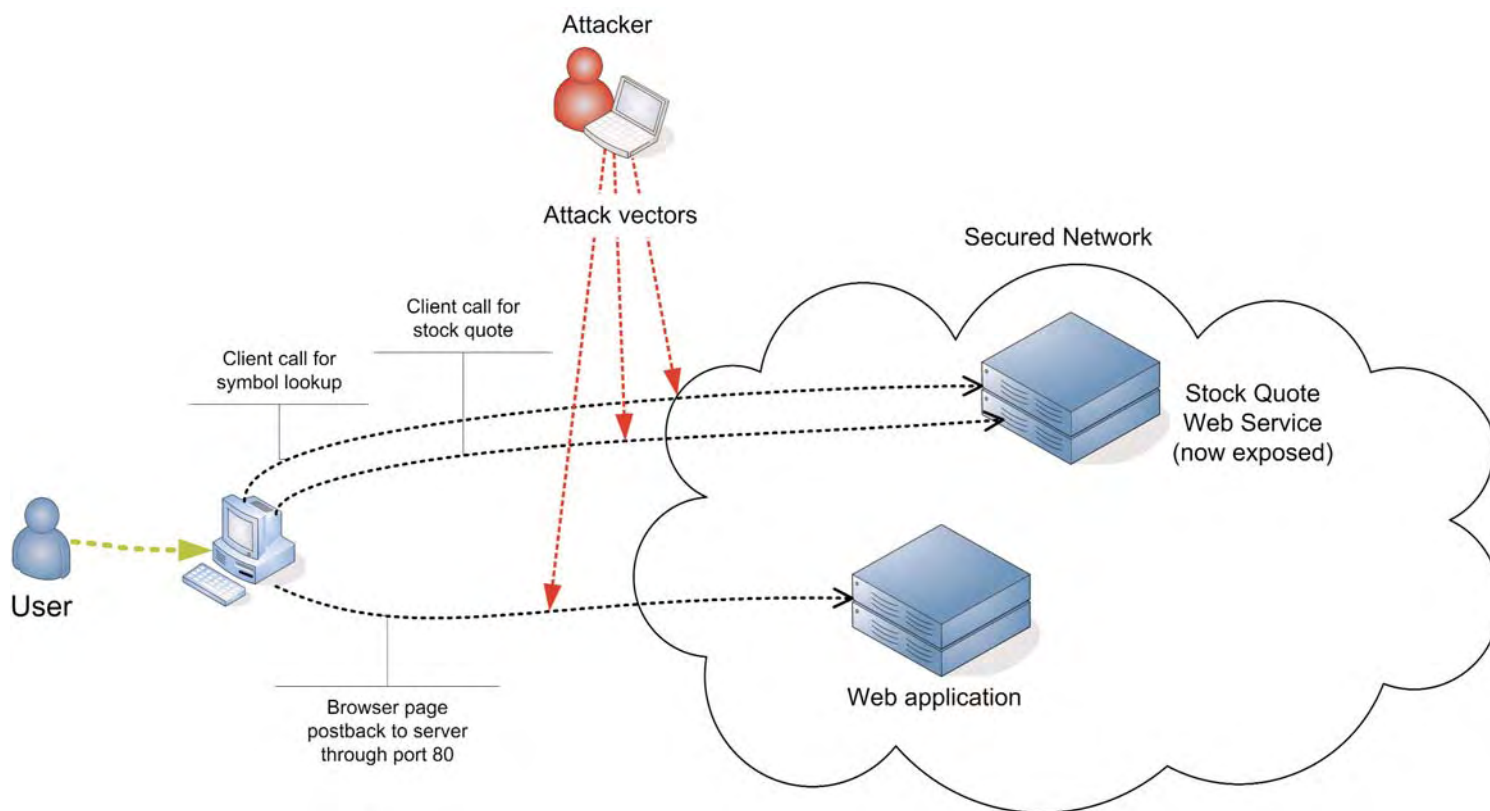 Attacker
Attack vectors
Secured Network
Client call for
stock quote
Client call for
symbol lookup
Stock Quote
Web Service
(now exposed)
User
Web application
Browser page
postback to server
through port 80